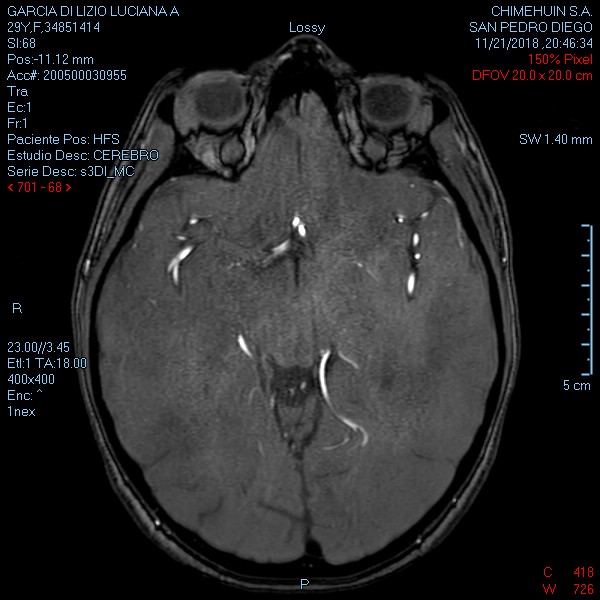 GARCIA DI LIZIO LUCIANA A
29Y,F,34851414
Sl:68
Pos:-11.12 mm
Acc#: 200500030955
Tra
Ec:1
Fr:1
Paciente Pos: HFS
Estudio Desc: CEREBRO
Serie Desc: s3DI_MC
< 701 - 68 >
Lossy
CHIMEHUIN S.A.
SAN PEDRO DIEGO
11/21/2018 ,20:46:34
150% Pixel
DFOV 20.0 x 20.0 cm
SW 1.40 mm
R
23.00//3.45
Etl:1 TA:18.00
400x400
Enc: ^
1nex
5 cm
P
C 418
W 726